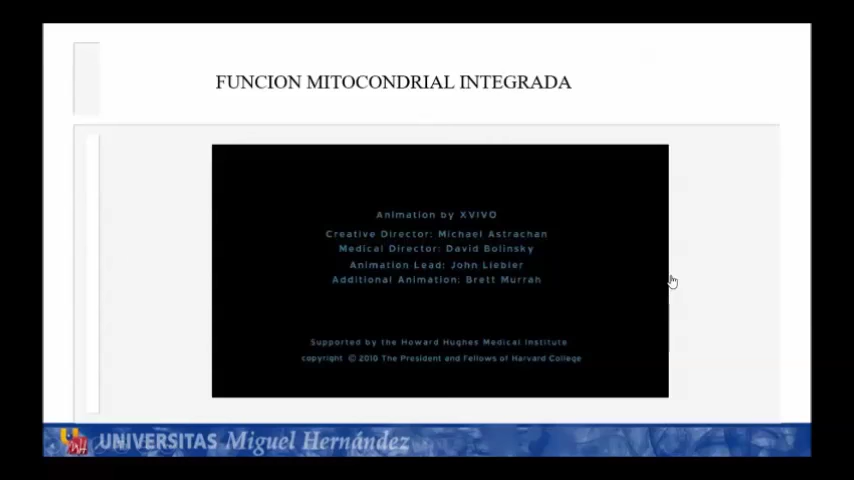 FUNCION MITOCONDRIAL INTEGRADA
Animation by XVIVO
Creative Director: Michael Astrachan
Medical Director: David Bolinsky
Animation Lead: John Liebler
Additional Animation: Brett Murrah
Supported by the Howard Hughes Medical Institute
copyright © 2010 The President and Fellows of Harvard College
UNIVERSITAS Miguel Hernández